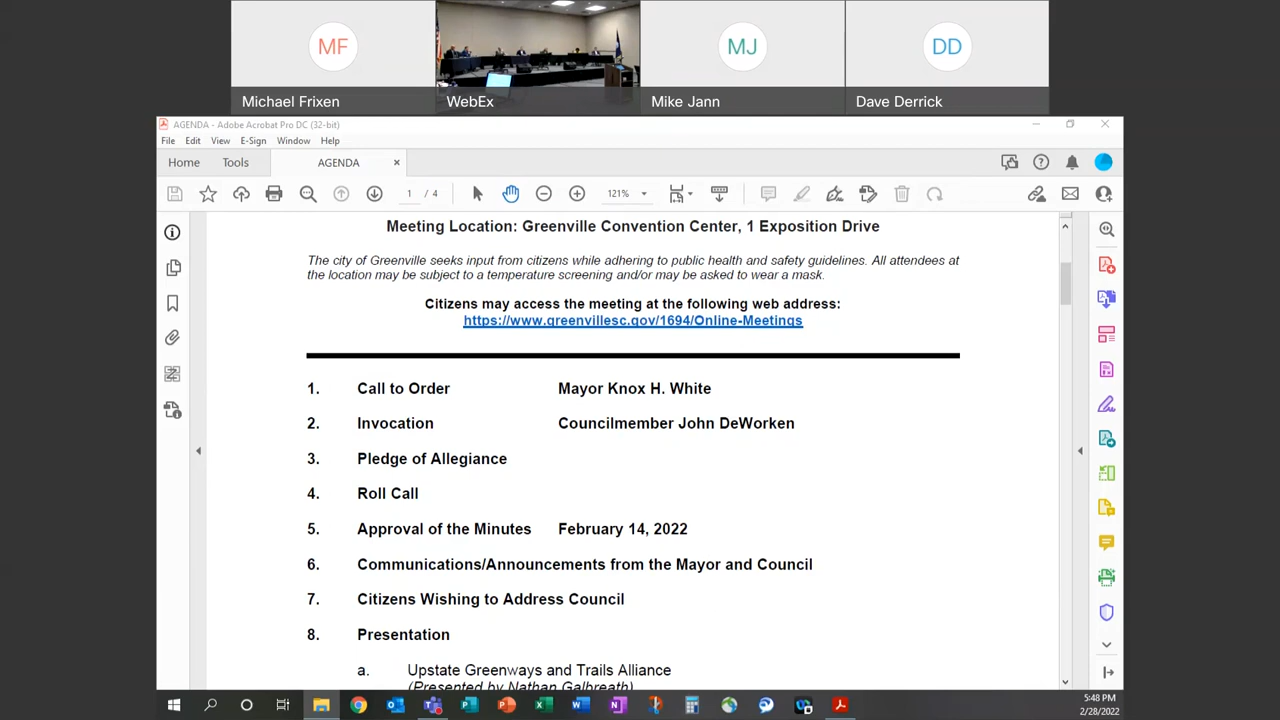 MF
MJ
DD
Michael Frixen
WebEx
Mike Jann
Dave Derrick
AGENDA - Adobe Acrobat Pro DC (32-bit)
File Edit View E-Sign Window Help
Home Tools AGENDA
1 / 4 121%
Meeting Location: Greenville Convention Center, 1 Exposition Drive
The city of Greenville seeks input from citizens while adhering to public health and safety guidelines. All attendees at
the location may be subject to a temperature screening and/or may be asked to wear a mask.
Citizens may access the meeting at the following web address:
https://www.greenvillesc.gov/1694/Online-Meetings
1. Call to Order Mayor Knox H. White
2. Invocation Councilmember John DeWorken
3. Pledge of Allegiance
4. Roll Call
5. Approval of the Minutes February 14, 2022
6. Communications/Announcements from the Mayor and Council
7. Citizens Wishing to Address Council
8. Presentation
a. Upstate Greenways and Trails Alliance
(Presented by Nathan Galbreath)
5:48 PM
2/28/2022